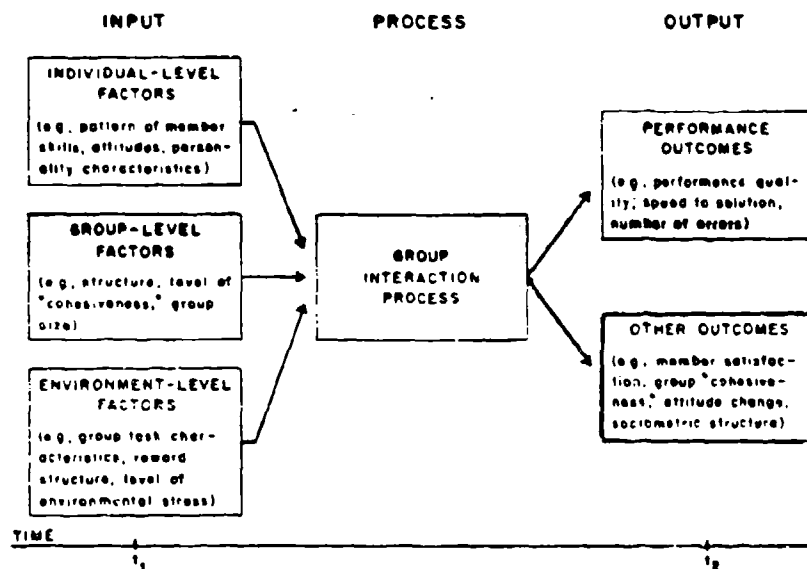 INPUT
PROCESS
OUTPUT
INDIVIDUAL-LEVEL
FACTORS
(e.g., pattern of member
skills, attitudes, person-
ality characteristics)
GROUP-LEVEL
FACTORS
(e.g., structure, level of
"cohesiveness," group
size)
ENVIRONMENT-LEVEL
FACTORS
(e.g., group task char-
acteristics, reward
structure, level of
environmental stress)
GROUP
INTERACTION
PROCESS
PERFORMANCE
OUTCOMES
(e.g., performance qual-
ity; speed to solution,
number of errors)
OTHER OUTCOMES
(e.g., member satisfac-
tion, group "cohesive-
ness," attitude change,
sociometric structure)
TIME
t1
t2